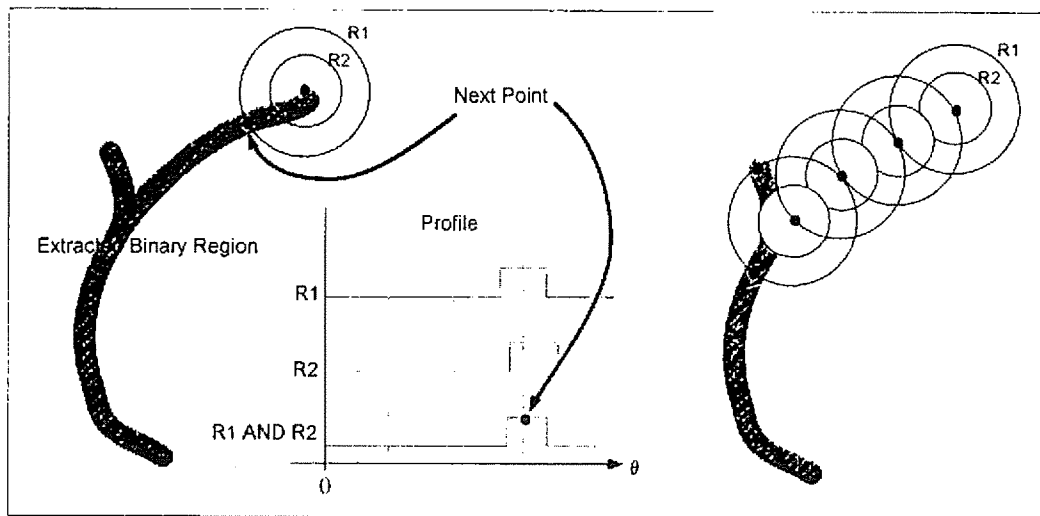 R1
R2
Next Point
Extracted Binary Region
Profile
R1
R2
R1 AND R2
0
θ
R1
R2